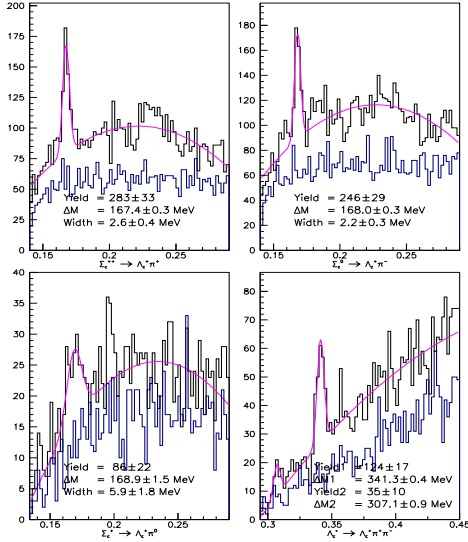 200
175
150
125
100
75
50
25
0
Yield = 283±33
ΔM = 167.4±0.3 MeV
Width = 2.6±0.4 MeV
0.15 0.2 0.25
Σc⁺⁺ → Λc⁺π⁺
180
160
140
120
100
80
60
40
20
0
Yield = 246±29
ΔM = 168.0±0.3 MeV
Width = 2.2±0.3 MeV
0.15 0.2 0.25
Σc⁰ → Λc⁺π⁻
40
35
30
25
20
15
10
5
0
Yield = 86±22
ΔM = 168.9±1.5 MeV
Width = 5.9±1.8 MeV
0.15 0.2 0.25
Σc⁺ → Λc⁺π⁰
80
70
60
50
40
30
20
10
0
Yield1 = 124±17
ΔM1 = 341.3±0.4 MeV
Yield2 = 35±10
ΔM2 = 307.1±0.9 MeV
0.3 0.35 0.4 0.45
Λc⁺ → Λc⁺π⁺π⁻